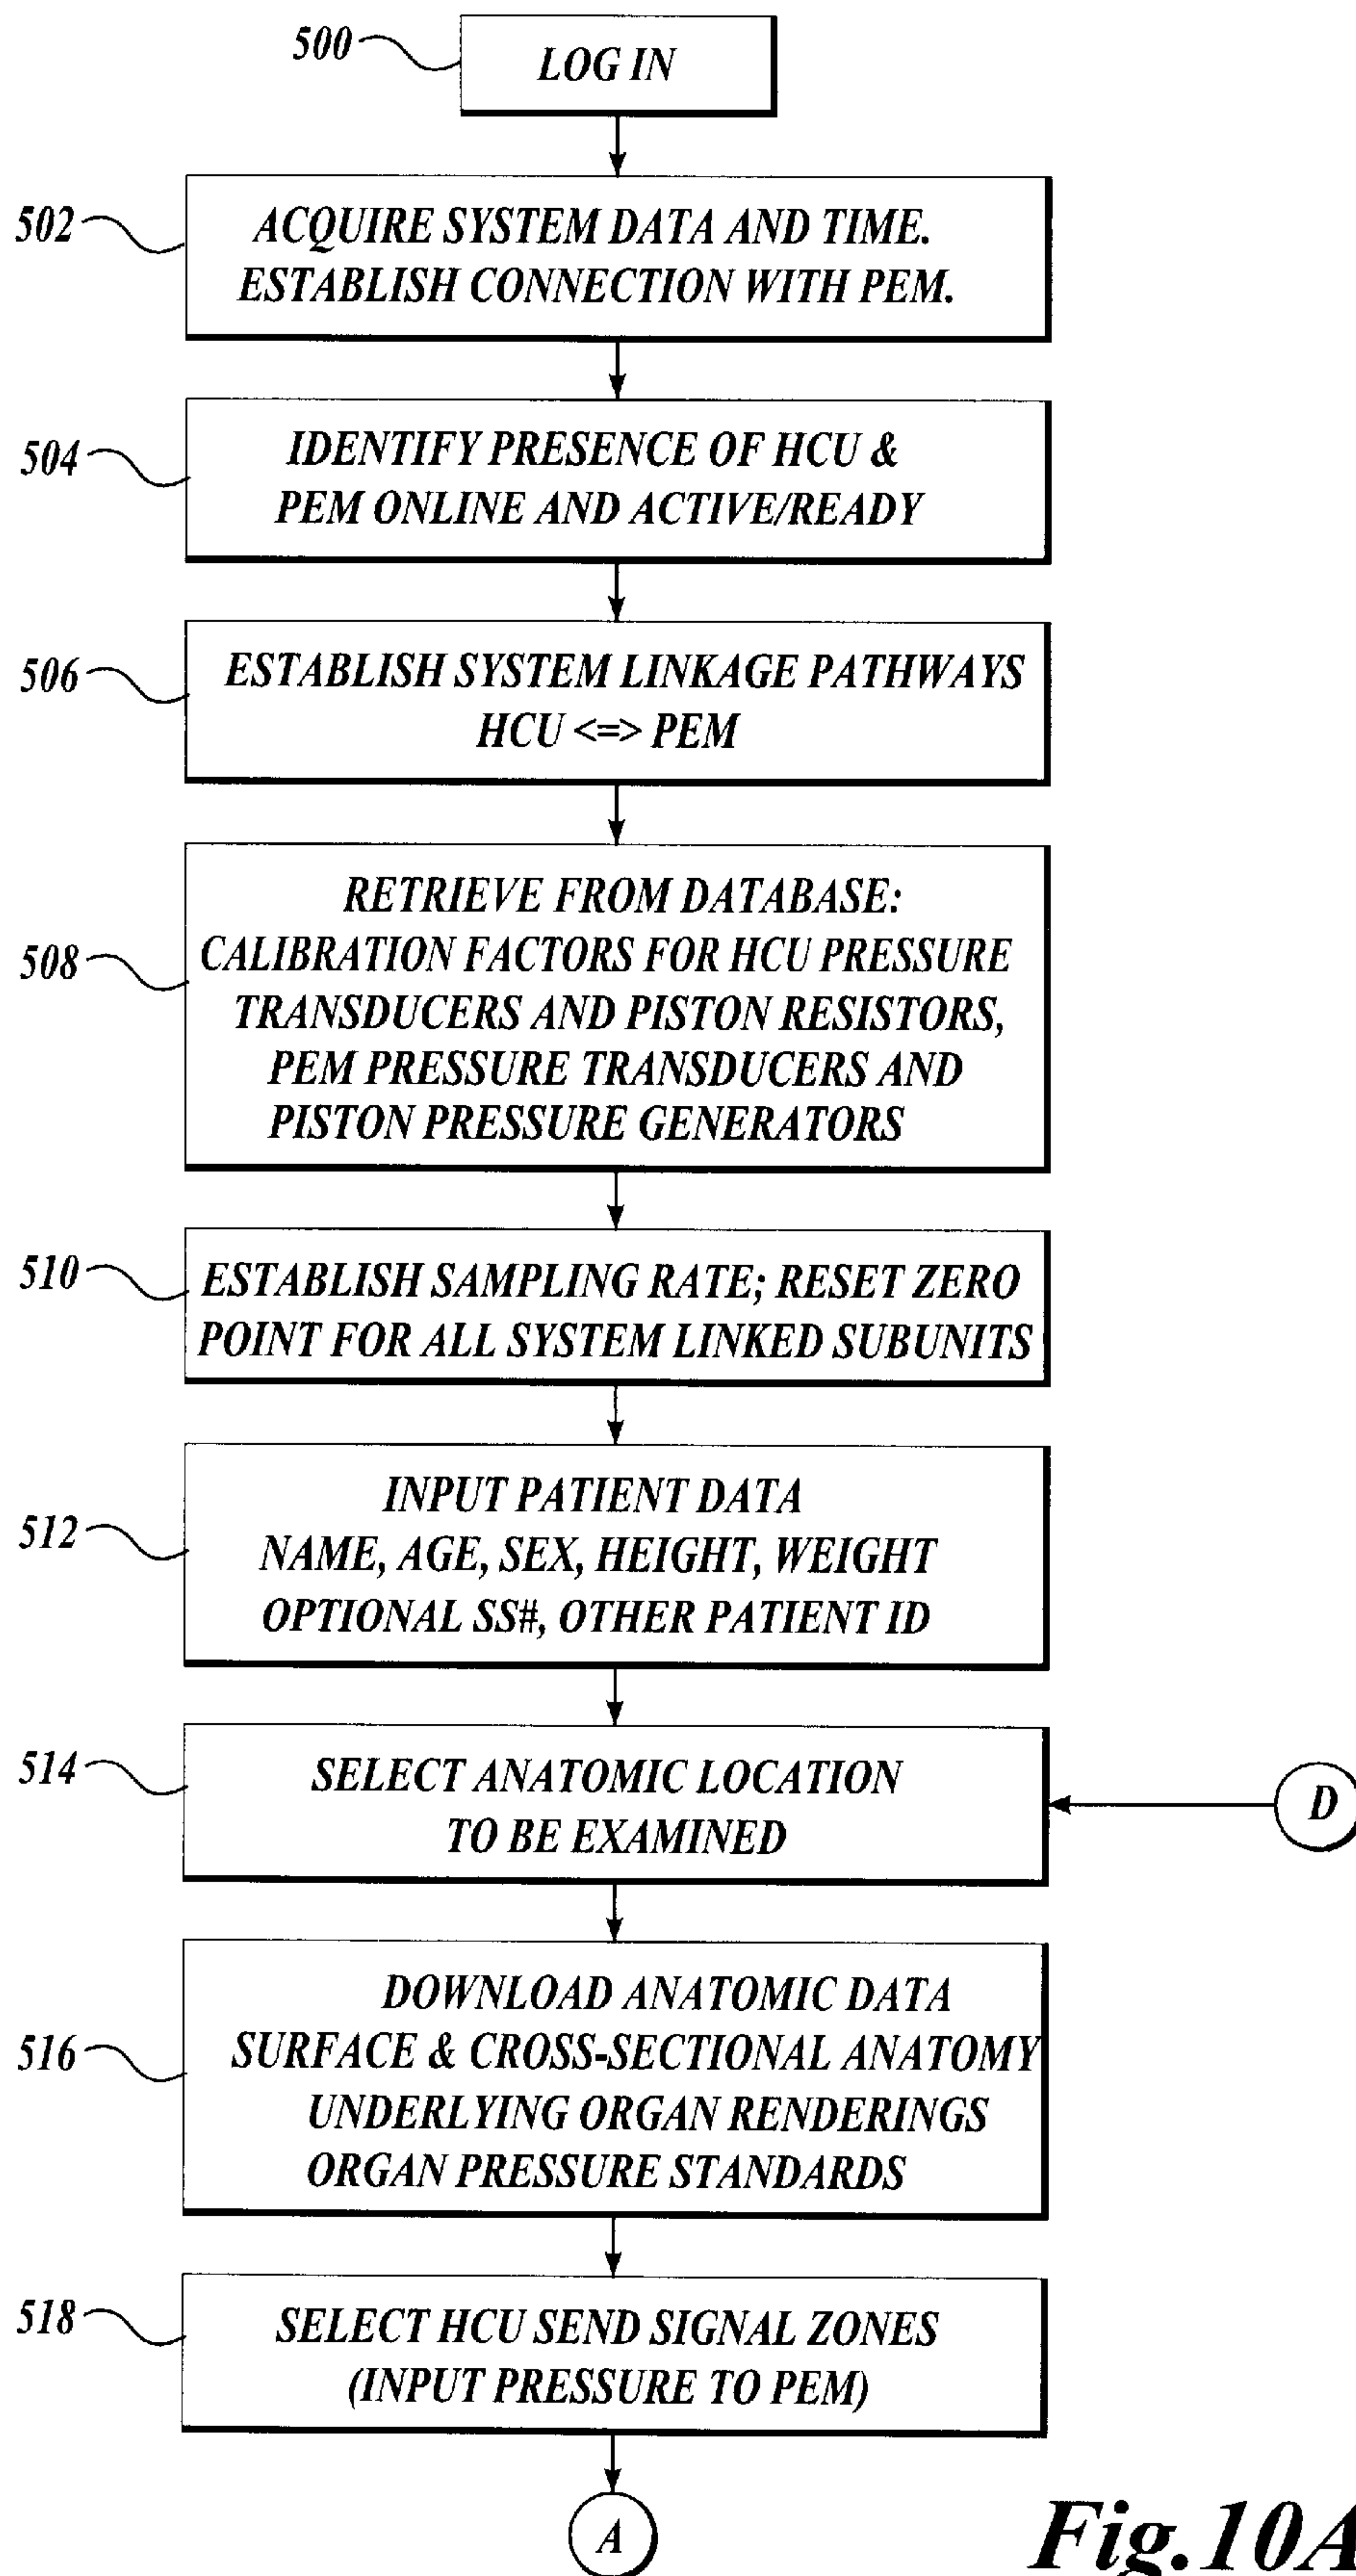 500
LOG IN
502
ACQUIRE SYSTEM DATA AND TIME.
ESTABLISH CONNECTION WITH PEM.
504
IDENTIFY PRESENCE OF HCU &
PEM ONLINE AND ACTIVE/READY
506
ESTABLISH SYSTEM LINKAGE PATHWAYS
HCU <=> PEM
508
RETRIEVE FROM DATABASE:
CALIBRATION FACTORS FOR HCU PRESSURE
TRANSDUCERS AND PISTON RESISTORS,
PEM PRESSURE TRANSDUCERS AND
PISTON PRESSURE GENERATORS
510
ESTABLISH SAMPLING RATE; RESET ZERO
POINT FOR ALL SYSTEM LINKED SUBUNITS
512
INPUT PATIENT DATA
NAME, AGE, SEX, HEIGHT, WEIGHT
OPTIONAL SS#, OTHER PATIENT ID
514
SELECT ANATOMIC LOCATION
TO BE EXAMINED
D
516
DOWNLOAD ANATOMIC DATA
SURFACE & CROSS-SECTIONAL ANATOMY
UNDERLYING ORGAN RENDERINGS
ORGAN PRESSURE STANDARDS
518
SELECT HCU SEND SIGNAL ZONES
(INPUT PRESSURE TO PEM)
A
Fig.10A